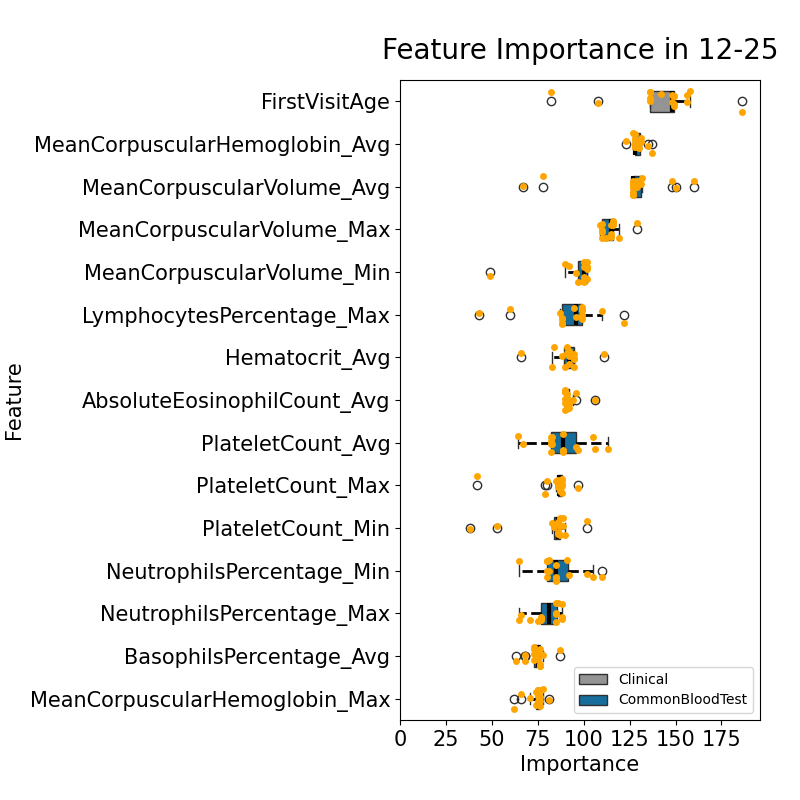 Feature Importance in 12-25
FirstVisitAge
MeanCorpuscularHemoglobin_Avg
MeanCorpuscularVolume_Avg
MeanCorpuscularVolume_Max
MeanCorpuscularVolume_Min
LymphocytesPercentage_Max
Hematocrit_Avg
AbsoluteEosinophilCount_Avg
PlateletCount_Avg
PlateletCount_Max
PlateletCount_Min
NeutrophilsPercentage_Min
NeutrophilsPercentage_Max
BasophilsPercentage_Avg
MeanCorpuscularHemoglobin_Max
Feature
Clinical
CommonBloodTest
0 25 50 75 100 125 150 175
Importance